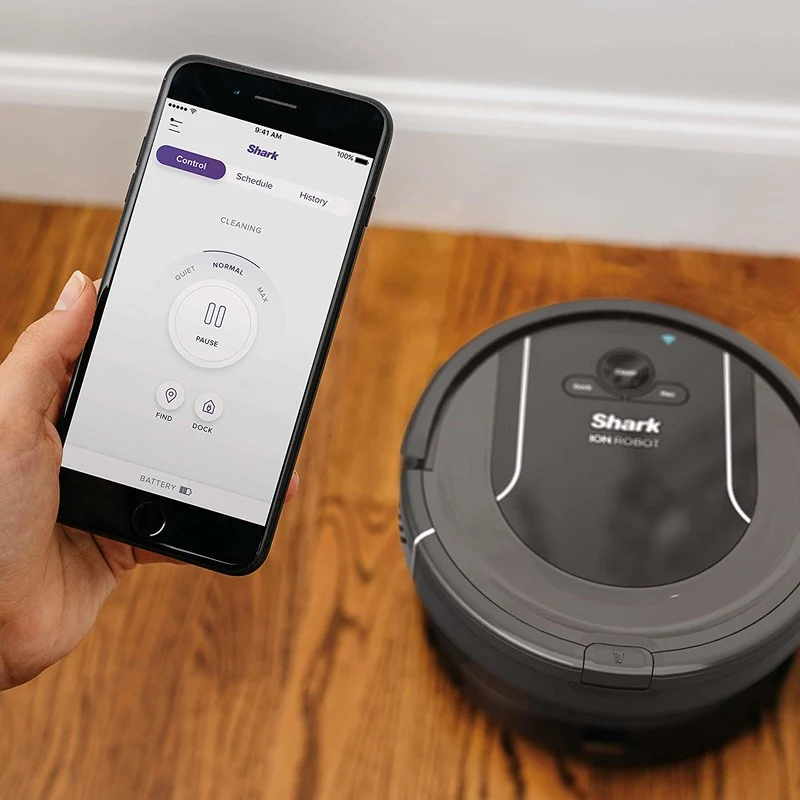 9:41 AM
100%
Shark
Control
Schedule
History
CLEANING
QUIET
NORMAL
MAX
PAUSE
FIND
DOCK
BATTERY
Shark
ION ROBOT